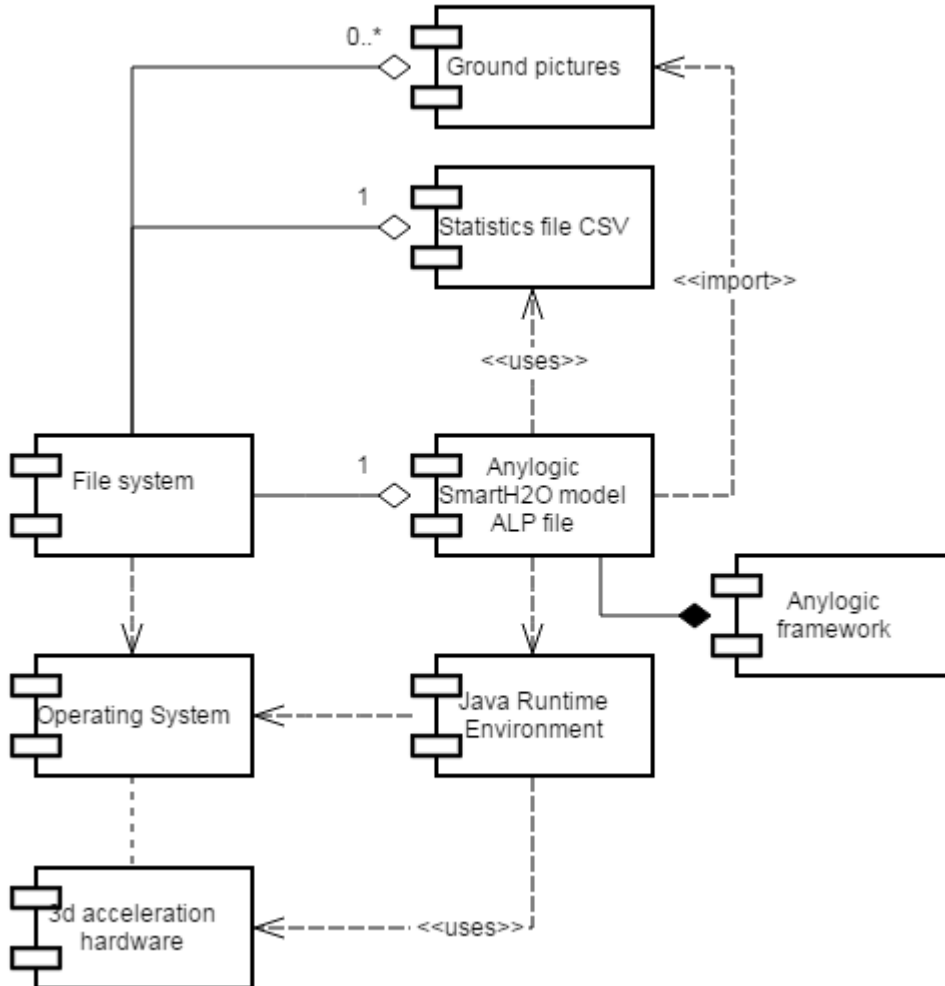 0..*
Ground pictures
1
Statistics file CSV
<<import>>
<<uses>>
File system
1
Anylogic
SmartH2O model
ALP file
Anylogic
framework
Operating System
Java Runtime
Environment
3d acceleration
hardware
<<uses>>